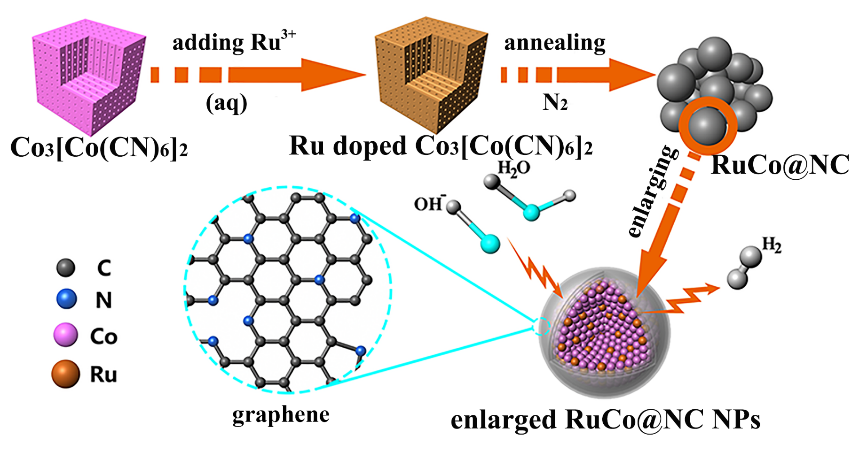 adding Ru³⁺
(aq)
annealing
N₂
Co₃[Co(CN)₆]₂
Ru doped Co₃[Co(CN)₆]₂
RuCo@NC
enlarging
H₂O
OH⁻
H₂
C
N
Co
Ru
graphene
enlarged RuCo@NC NPs